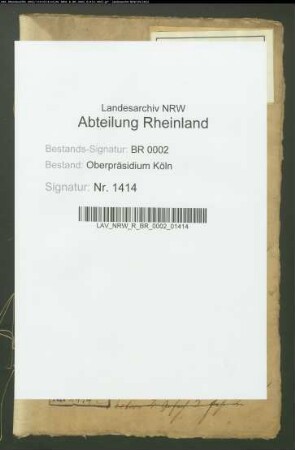 Landesarchiv NRW
Abteilung Rheinland
Bestands-Signatur: BR 0002
Bestand: Oberpräsidium Köln
Signatur: Nr. 1414
LAV_NRW_R_BR_0002_01414